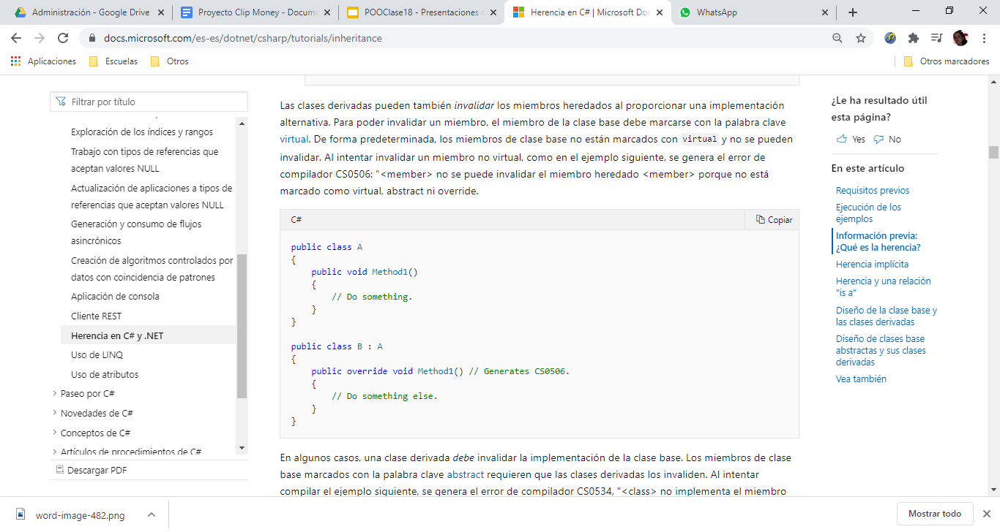 Administración - Google Drive
Proyecto Clip Money - Docume
POOClase18 - Presentaciones d
Herencia en C# | Microsoft Doc
WhatsApp
docs.microsoft.com/es-es/dotnet/csharp/tutorials/inheritance
Aplicaciones
Escuelas
Otros
Otros marcadores
Filtrar por título
Exploración de los índices y rangos
Trabajo con tipos de referencias que
aceptan valores NULL
Actualización de aplicaciones a tipos de
referencias que aceptan valores NULL
Generación y consumo de flujos
asincrónicos
Creación de algoritmos controlados por
datos con coincidencia de patrones
Aplicación de consola
Cliente REST
Herencia en C# y .NET
Uso de LINQ
Uso de atributos
Paseo por C#
Novedades de C#
Conceptos de C#
Artículos de procedimientos de C#
Descargar PDF
Las clases derivadas pueden también invalidar los miembros heredados al proporcionar una implementación
alternativa. Para poder invalidar un miembro, el miembro de la clase base debe marcarse con la palabra clave
virtual. De forma predeterminada, los miembros de clase base no están marcados con virtual y no se pueden
invalidar. Al intentar invalidar un miembro no virtual, como en el ejemplo siguiente, se genera el error de
compilador CS0506: "<member> no se puede invalidar el miembro heredado <member> porque no está
marcado como virtual, abstract ni override.
C#
Copiar
public class A
{
public void Method1()
{
// Do something.
}
}
public class B : A
{
public override void Method1() // Generates CS0506.
{
// Do something else.
}
}
En algunos casos, una clase derivada debe invalidar la implementación de la clase base. Los miembros de clase
base marcados con la palabra clave abstract requieren que las clases derivadas los invaliden. Al intentar
compilar el ejemplo siguiente, se genera el error de compilador CS0534, "<class> no implementa el miembro
¿Le ha resultado útil
esta página?
Yes
No
En este artículo
Requisitos previos
Ejecución de los
ejemplos
Información previa:
¿Qué es la herencia?
Herencia implícita
Herencia y una relación
"is a"
Diseño de la clase base y
las clases derivadas
Diseño de clases base
abstractas y sus clases
derivadas
Vea también
word-image-482.png
Mostrar todo